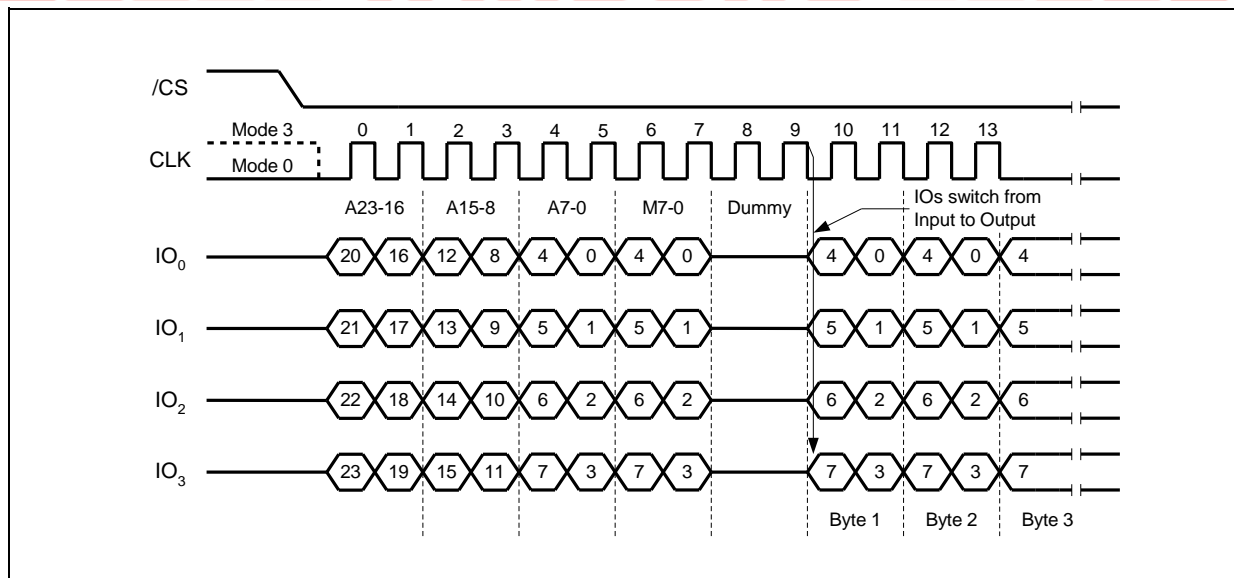 /CS
Mode 3
0 1 2 3 4 5 6 7 8 9 10 11 12 13
CLK
Mode 0
A23-16 A15-8 A7-0 M7-0 Dummy
IOs switch from
Input to Output
IO0 20 16 12 8 4 0 4 0 4 0 4 0 4
IO1 21 17 13 9 5 1 5 1 5 1 5 1 5
IO2 22 18 14 10 6 2 6 2 6 2 6 2 6
IO3 23 19 15 11 7 3 7 3 7 3 7 3 7
Byte 1 Byte 2 Byte 3